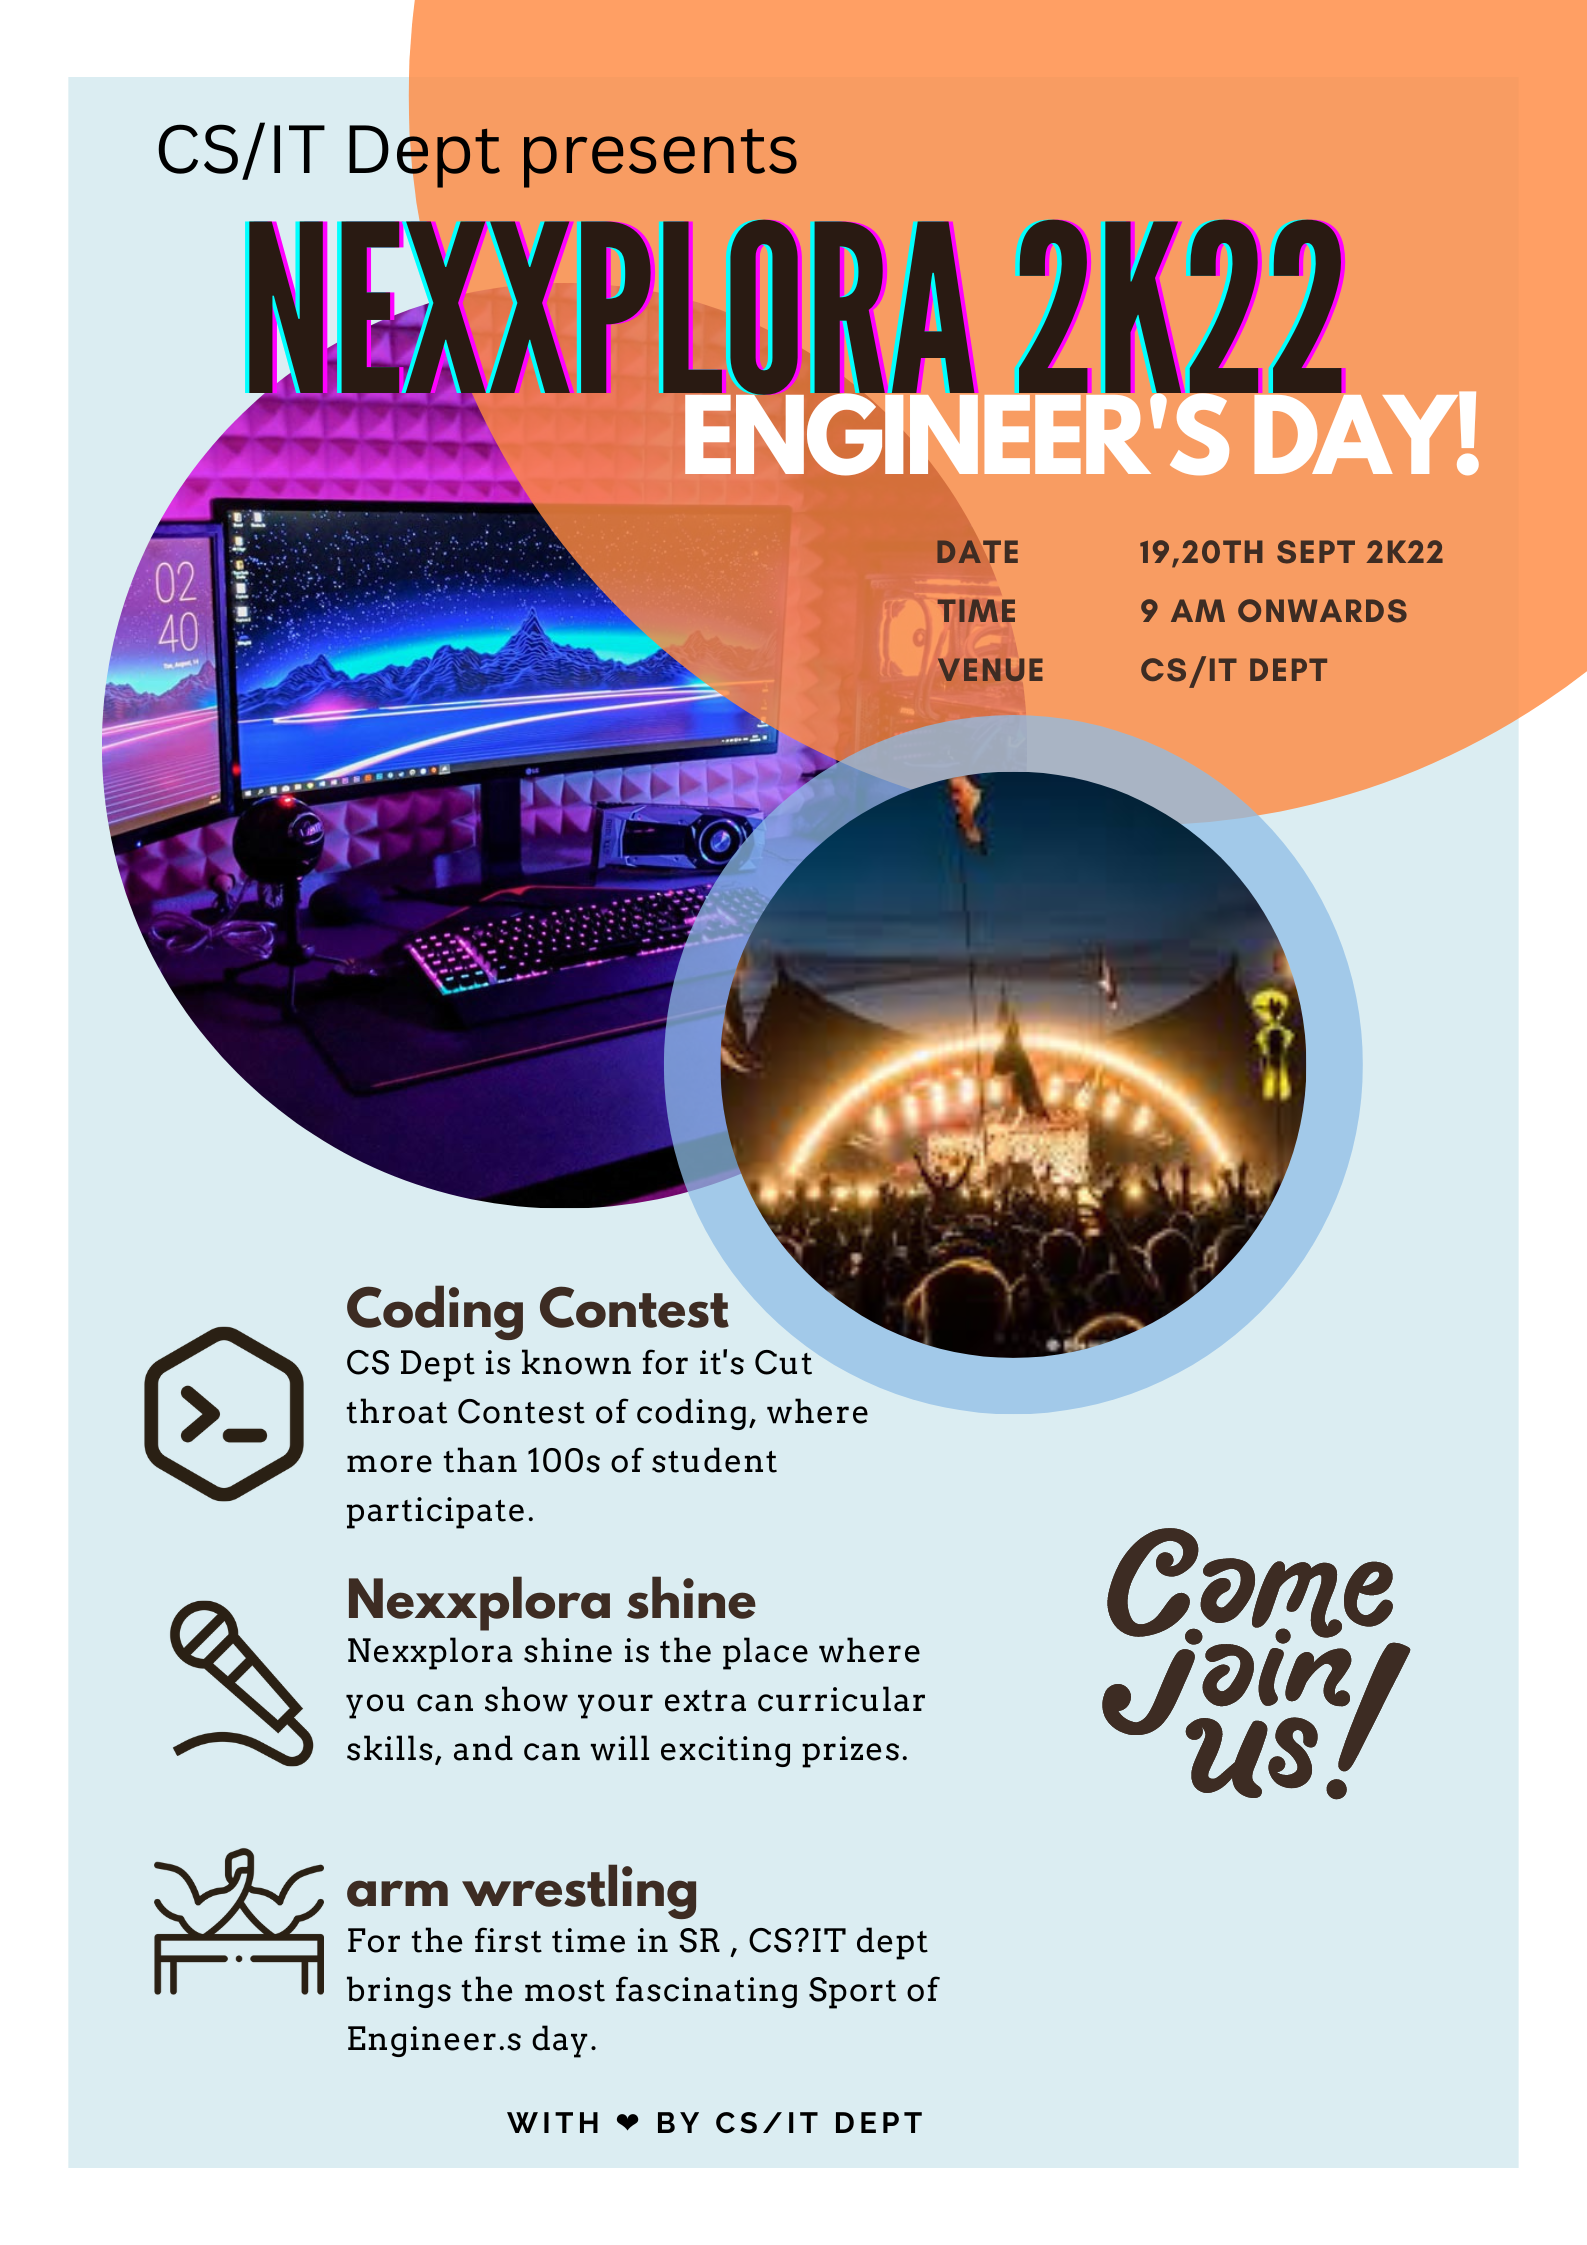 CS/IT Dept presents
NEXXPLORA 2K22
ENGINEER'S DAY!
DATE 19,20TH SEPT 2K22
TIME 9 AM ONWARDS
VENUE CS/IT DEPT
02
40
Coding Contest
CS Dept is known for it's Cut
throat Contest of coding, where
more than 100s of student
participate.
Nexxplora shine
Nexxplora shine is the place where
you can show your extra curricular
skills, and can will exciting prizes.
Come
join
us!
arm wrestling
For the first time in SR , CS?IT dept
brings the most fascinating Sport of
Engineer.s day.
WITH ❤ BY CS/IT DEPT